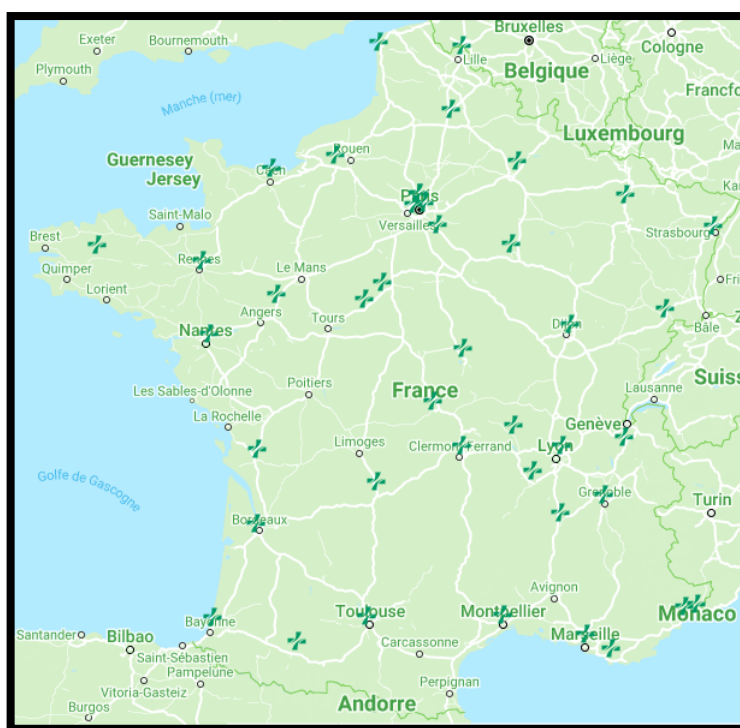 Bruxelles
Exeter
Bournemouth
Cologne
Lille
Liège
Plymouth
Belgique
Francfo
Manche (mer)
Luxembourg
Guernesey
Jersey
Rouen
Caen
Paris
Saint-Malo
Versailles
Brest
Strasbourg
Quimper
Rennes
Le Mans
Lorient
Angers
Tours
Nantes
Dijon
Bâle
Les Sables-d'Olonne
Poitiers
France
Lausanne
Suiss
La Rochelle
Genève
Limoges
Clermont-Ferrand
Lyon
Golfe de Gascogne
Grenoble
Turin
Bordeaux
Avignon
Toulouse
Montpellier
Monaco
Bayonne
Santander
Bilbao
Marseille
Saint-Sébastien
Carcassonne
Pampelune
Vitoria-Gasteiz
Perpignan
Burgos
Andorre